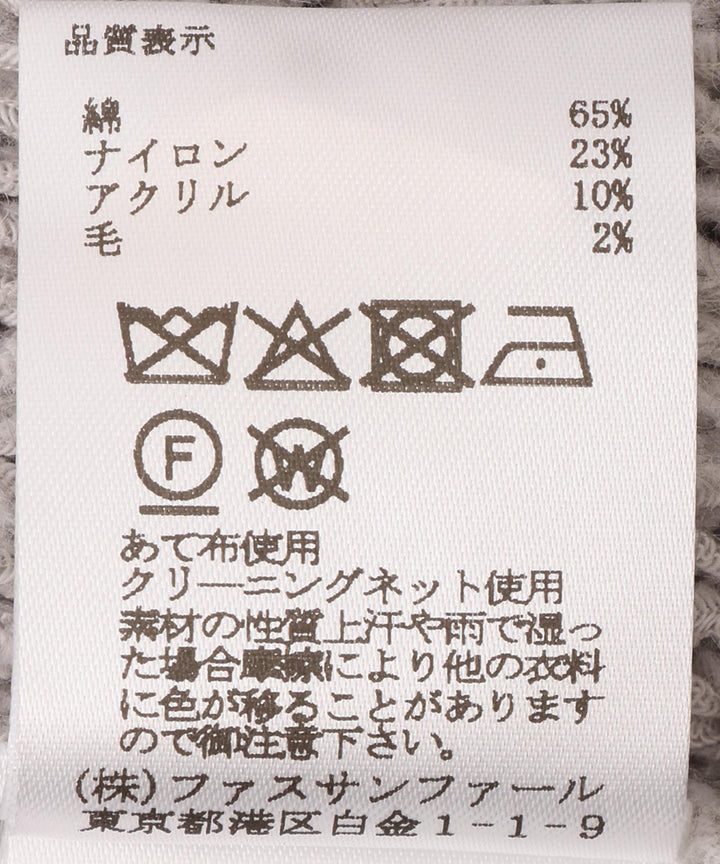 品質表示
綿 65%
ナイロン 23%
アクリル 10%
毛 2%
F W
あて布使用
クリーニングネット使用
素材の性質上汗や雨で湿っ
た場合摩擦により他の衣料
に色が移ることがあります
ので御注意下さい。
(株)ファスサンファール
東京都港区白金1-1-9